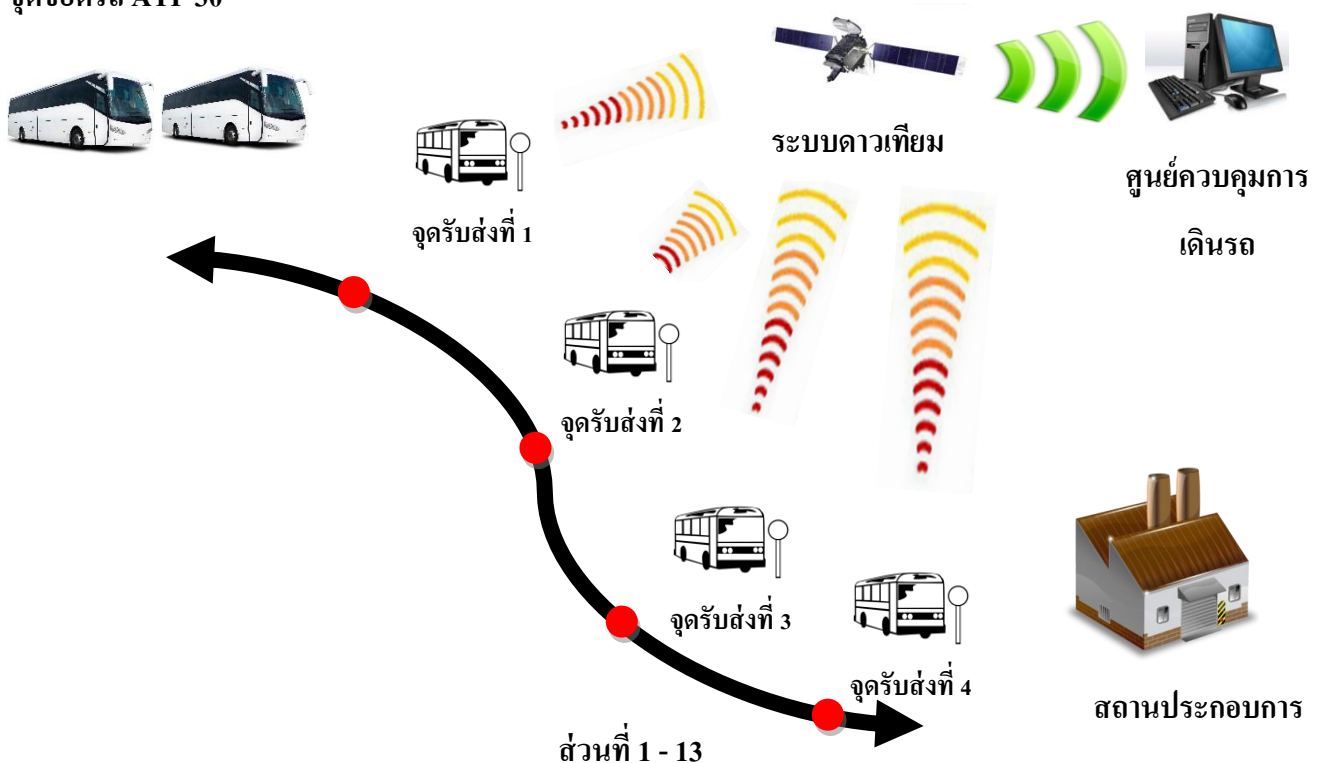 ระบบดาวเทียม
ศูนย์ควบคุมการ
เดินรถ
จุดรับส่งที่ 1
จุดรับส่งที่ 2
จุดรับส่งที่ 3
จุดรับส่งที่ 4
สถานประกอบการ
ส่วนที่ 1 - 13